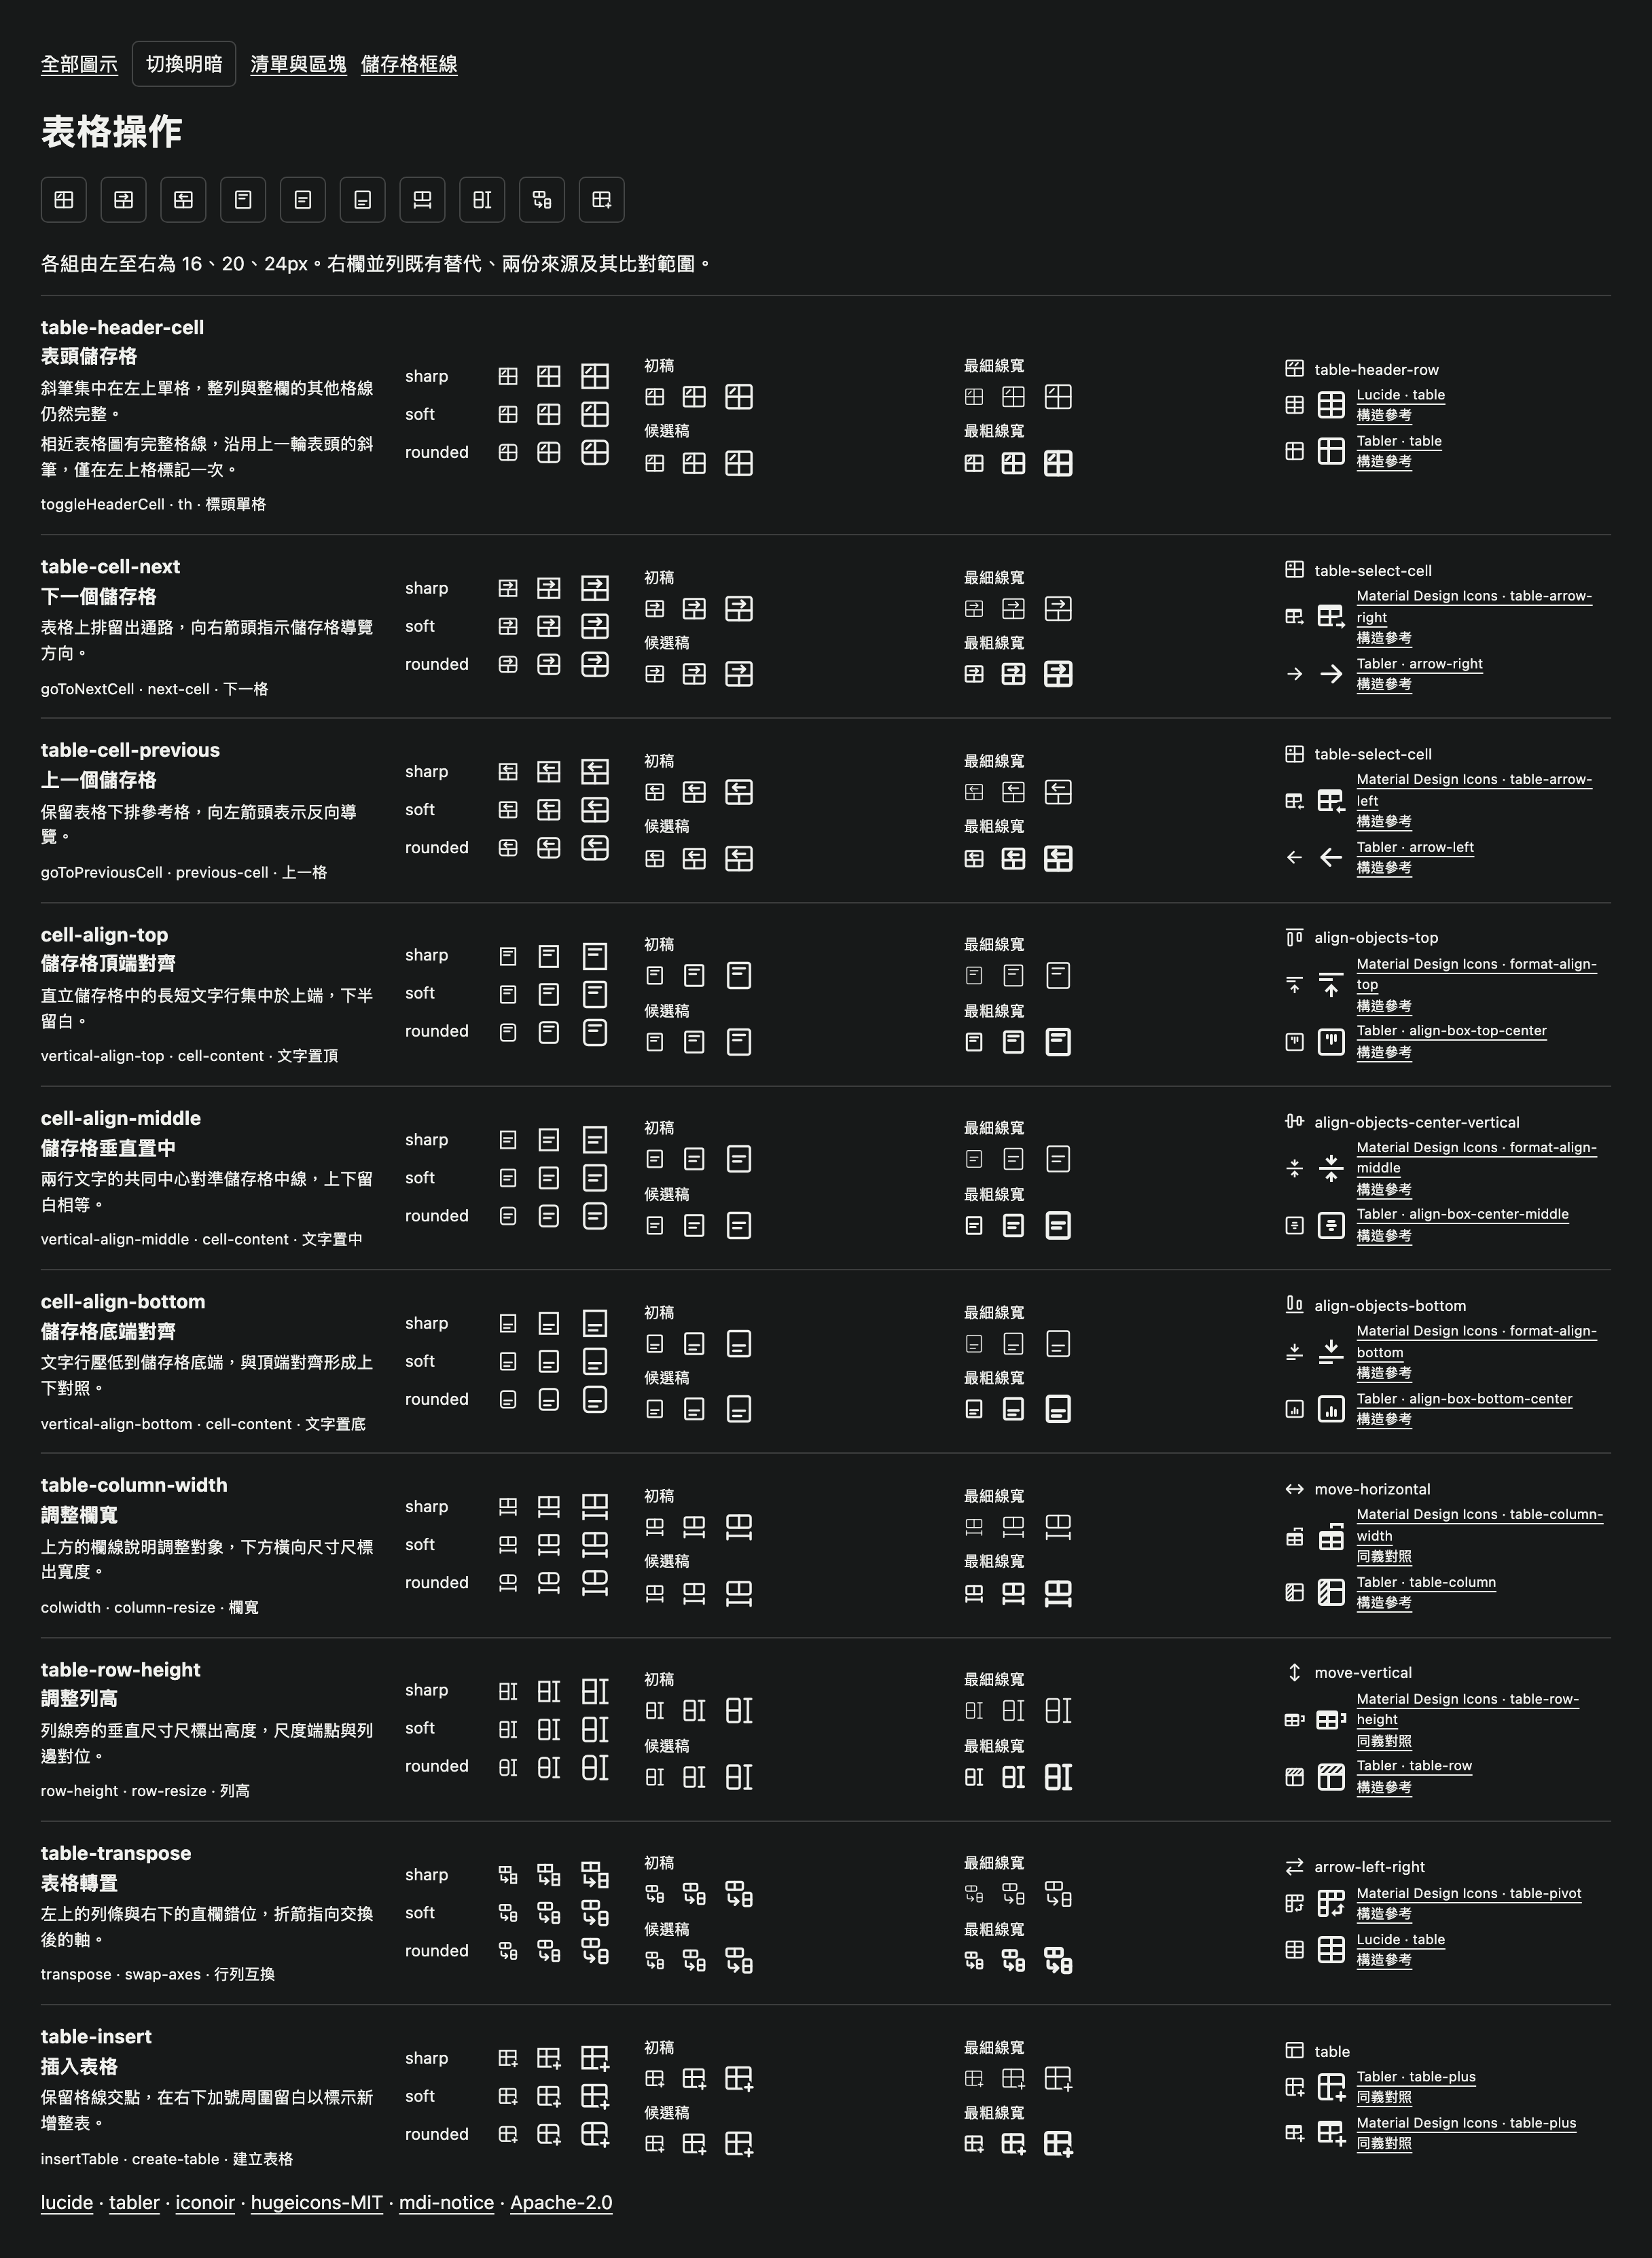 全部圖示 切換明暗 清單與區塊 儲存格框線
表格操作
各組由左至右為 16、20、24px。右欄並列既有替代、兩份來源及其比對範圍。
table-header-cell
表頭儲存格
斜筆集中在左上單格，整列與整欄的其他格線
仍然完整。
相近表格圖有完整格線，沿用上一輪表頭的斜
筆，僅在左上格標記一次。
toggleHeaderCell · th · 標頭單格
sharp
soft
rounded
初稿
候選稿
最細線寬
最粗線寬
table-header-row
Lucide · table
構造參考
Tabler · table
構造參考
table-cell-next
下一個儲存格
表格上排留出通路，向右箭頭指示儲存格導覽
方向。
goToNextCell · next-cell · 下一格
sharp
soft
rounded
初稿
候選稿
最細線寬
最粗線寬
table-select-cell
Material Design Icons · table-arrow-
right
構造參考
Tabler · arrow-right
構造參考
table-cell-previous
上一個儲存格
保留表格下排參考格，向左箭頭表示反向導
覽。
goToPreviousCell · previous-cell · 上一格
sharp
soft
rounded
初稿
候選稿
最細線寬
最粗線寬
table-select-cell
Material Design Icons · table-arrow-
left
構造參考
Tabler · arrow-left
構造參考
cell-align-top
儲存格頂端對齊
直立儲存格中的長短文字行集中於上端，下半
留白。
vertical-align-top · cell-content · 文字置頂
sharp
soft
rounded
初稿
候選稿
最細線寬
最粗線寬
align-objects-top
Material Design Icons · format-align-
top
構造參考
Tabler · align-box-top-center
構造參考
cell-align-middle
儲存格垂直置中
兩行文字的共同中心對準儲存格中線，上下留
白相等。
vertical-align-middle · cell-content · 文字置中
sharp
soft
rounded
初稿
候選稿
最細線寬
最粗線寬
align-objects-center-vertical
Material Design Icons · format-align-
middle
構造參考
Tabler · align-box-center-middle
構造參考
cell-align-bottom
儲存格底端對齊
文字行壓低到儲存格底端，與頂端對齊形成上
下對照。
vertical-align-bottom · cell-content · 文字置底
sharp
soft
rounded
初稿
候選稿
最細線寬
最粗線寬
align-objects-bottom
Material Design Icons · format-align-
bottom
構造參考
Tabler · align-box-bottom-center
構造參考
table-column-width
調整欄寬
上方的欄線說明調整對象，下方橫向尺寸尺標
出寬度。
colwidth · column-resize · 欄寬
sharp
soft
rounded
初稿
候選稿
最細線寬
最粗線寬
move-horizontal
Material Design Icons · table-column-
width
同義對照
Tabler · table-column
構造參考
table-row-height
調整列高
列線旁的垂直尺寸尺標出高度，尺度端點與列
邊對位。
row-height · row-resize · 列高
sharp
soft
rounded
初稿
候選稿
最細線寬
最粗線寬
move-vertical
Material Design Icons · table-row-
height
同義對照
Tabler · table-row
構造參考
table-transpose
表格轉置
左上的列條與右下的直欄錯位，折箭指向交換
後的軸。
transpose · swap-axes · 行列互換
sharp
soft
rounded
初稿
候選稿
最細線寬
最粗線寬
arrow-left-right
Material Design Icons · table-pivot
構造參考
Lucide · table
構造參考
table-insert
插入表格
保留格線交點，在右下加號周圍留白以標示新
增整表。
insertTable · create-table · 建立表格
sharp
soft
rounded
初稿
候選稿
最細線寬
最粗線寬
table
Tabler · table-plus
同義對照
Material Design Icons · table-plus
同義對照
lucide · tabler · iconoir · hugeicons-MIT · mdi-notice · Apache-2.0